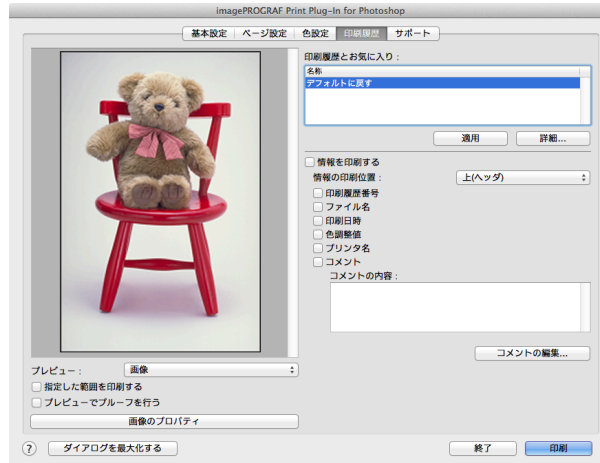 imagePROGRAF Print Plug-In for Photoshop
基本設定 ページ設定 色設定 印刷履歴 サポート
印刷履歴とお気に入り：
名称
デフォルトに戻す
適用 詳細...
情報を印刷する
情報の印刷位置： 上(ヘッダ)
印刷履歴番号
ファイル名
印刷日時
色調整値
プリンタ名
コメント
コメントの内容：
コメントの編集...
プレビュー： 画像
指定した範囲を印刷する
プレビューでプルーフを行う
画像のプロパティ
? ダイアログを最大化する 終了 印刷